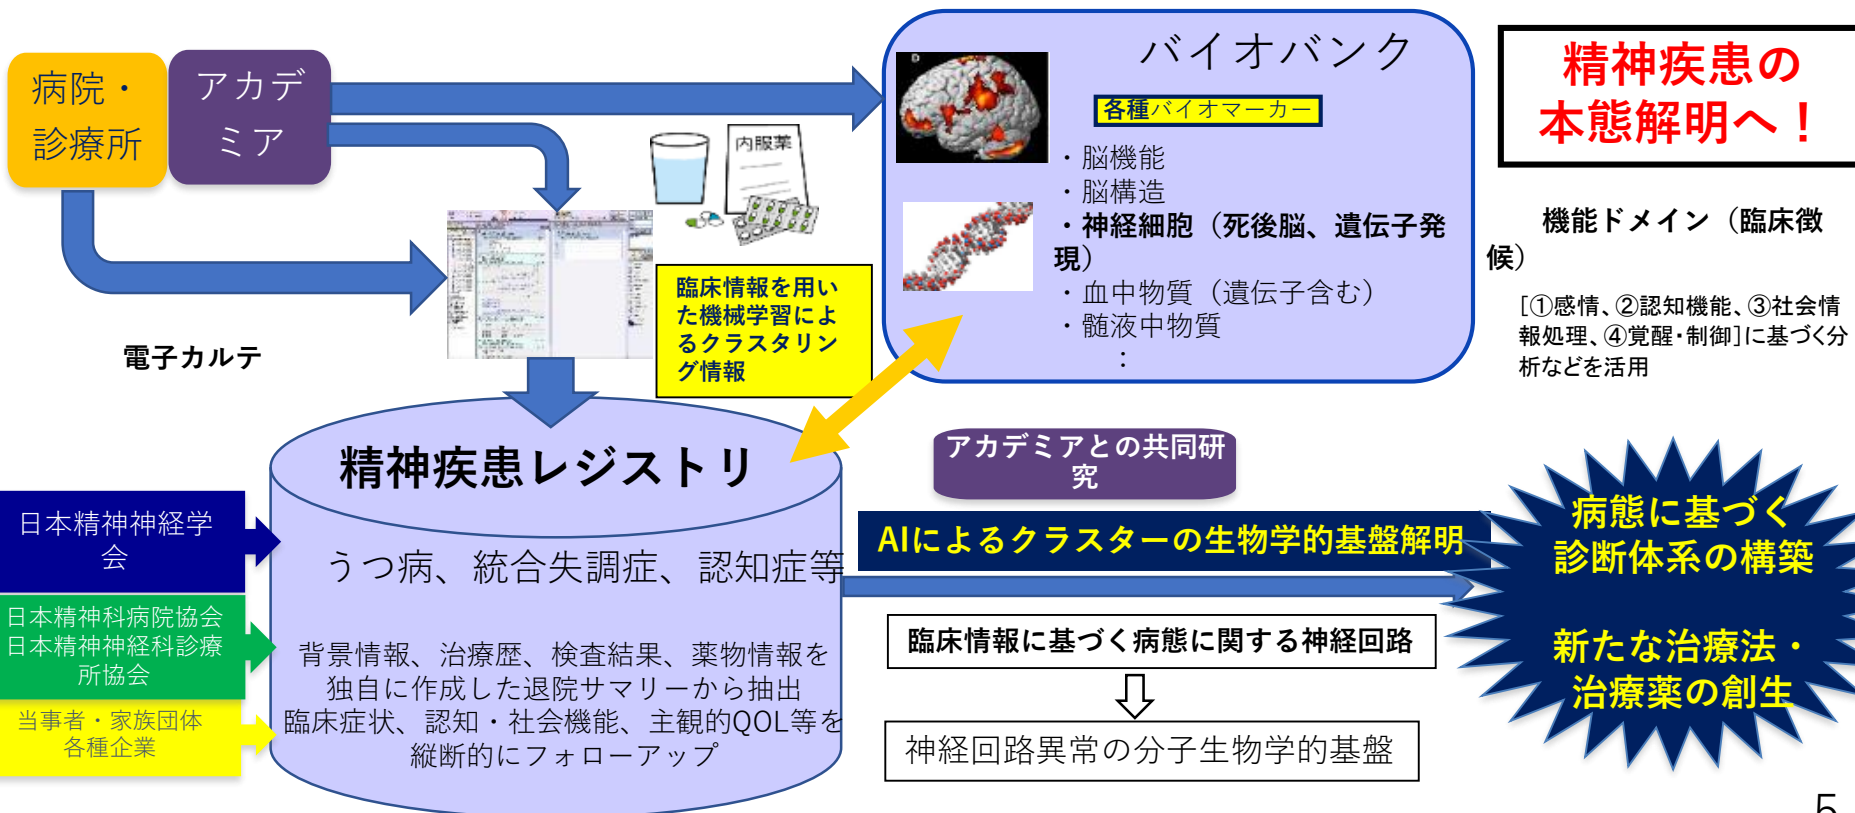 病院・
診療所
アカデ
ミア
バイオバンク
各種バイオマーカー
・脳機能
・脳構造
・神経細胞（死後脳、遺伝子発
現）
・血中物質（遺伝子含む）
・髄液中物質
：
精神疾患の
本態解明へ！
機能ドメイン（臨床徴
候）
[①感情、②認知機能、③社会情
報処理、④覚醒・制御]に基づく分
析などを活用
内服薬
臨床情報を用い
た機械学習によ
るクラスタリン
グ情報
電子カルテ
精神疾患レジストリ
うつ病、統合失調症、認知症等
背景情報、治療歴、検査結果、薬物情報を
独自に作成した退院サマリーから抽出
臨床症状、認知・社会機能、主観的QOL等を
縦断的にフォローアップ
日本精神神経学
会
日本精神科病院協会
日本精神神経科診療
所協会
当事者・家族団体
各種企業
アカデミアとの共同研
究
AIによるクラスターの生物学的基盤解明
臨床情報に基づく病態に関する神経回路
神経回路異常の分子生物学的基盤
病態に基づく
診断体系の構築
新たな治療法・
治療薬の創生
5